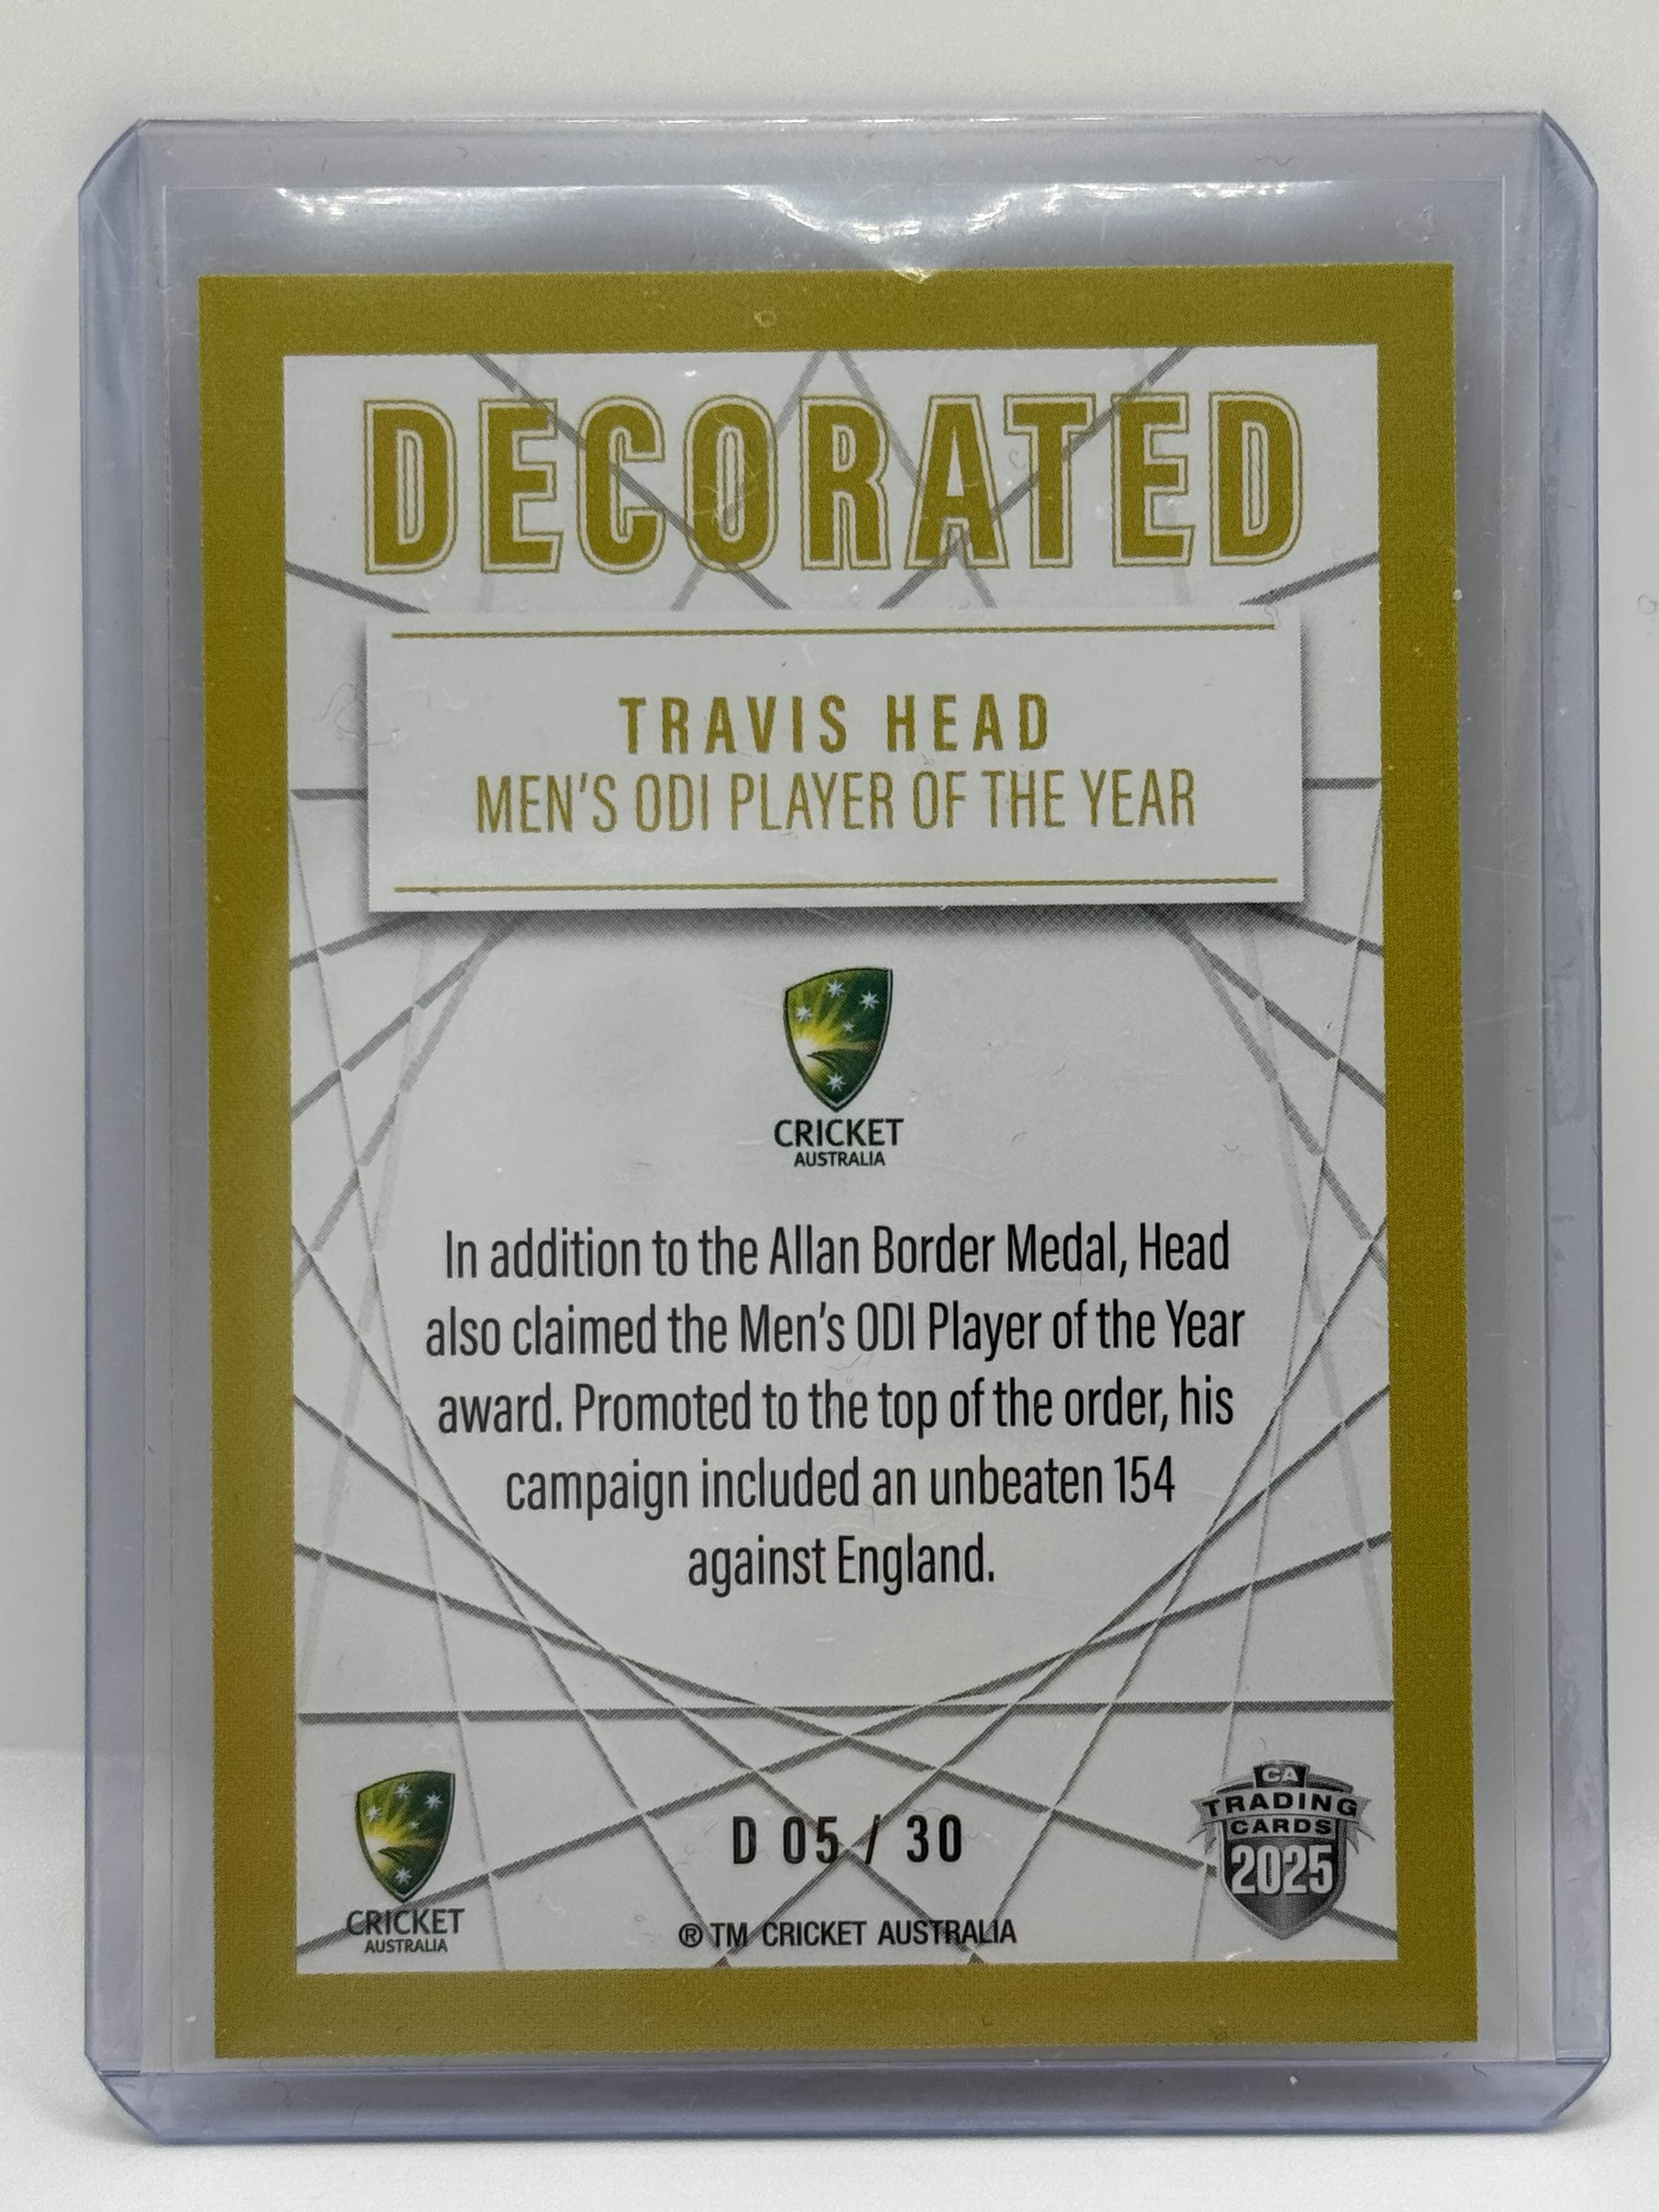 DECORATED
TRAVIS HEAD
MEN'S ODI PLAYER OF THE YEAR
CRICKET
AUSTRALIA
In addition to the Allan Border Medal, Head
also claimed the Men's ODI Player of the Year
award. Promoted to the top of the order, his
campaign included an unbeaten 154
against England.
CRICKET
AUSTRALIA
D 05 / 30
® TM CRICKET AUSTRALIA
CA
TRADING
CARDS
2025